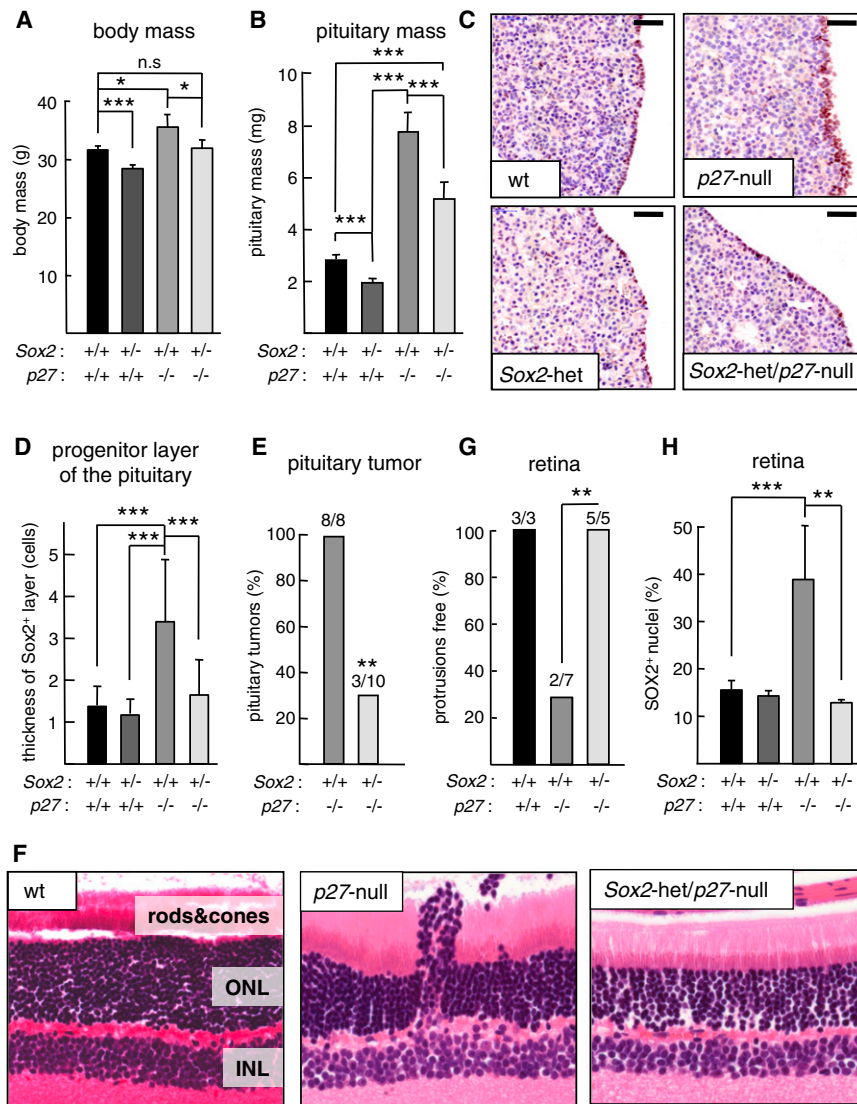 A
body mass
n.s
*
*
***
body mass (g)
40
30
20
10
Sox2 : +/+ +/- +/+ +/-
p27 : +/+ +/+ -/- -/-
B
pituitary mass
***
***
***
***
pituitary mass (mg)
10
8
6
4
2
Sox2 : +/+ +/- +/+ +/-
p27 : +/+ +/+ -/- -/-
C
wt
p27-null
Sox2-het
Sox2-het/p27-null
D
progenitor layer
of the pituitary
***
***
***
thickness of Sox2+ layer (cells)
5
4
3
2
1
Sox2 : +/+ +/- +/+ +/-
p27 : +/+ +/+ -/- -/-
E
pituitary tumor
8/8
**
3/10
pituitary tumors (%)
100
80
60
40
20
Sox2 : +/+ +/-
p27 : -/- -/-
G
retina
**
3/3
5/5
2/7
protrusions free (%)
100
80
60
40
20
Sox2 : +/+ +/+ +/-
p27 : +/+ -/- -/-
H
retina
***
**
SOX2+ nuclei (%)
50
40
30
20
10
Sox2 : +/+ +/- +/+ +/-
p27 : +/+ +/+ -/- -/-
F
wt
rods&cones
ONL
INL
p27-null
Sox2-het/p27-null